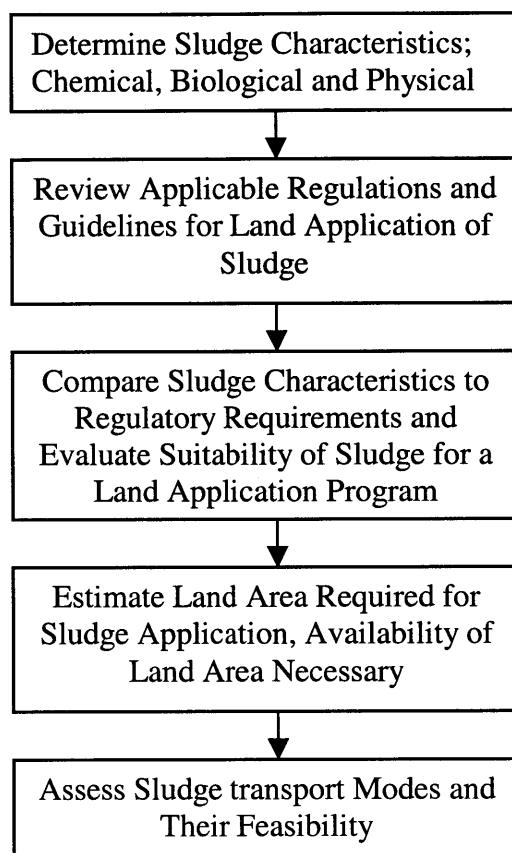 Determine Sludge Characteristics;
Chemical, Biological and Physical
Review Applicable Regulations and
Guidelines for Land Application of
Sludge
Compare Sludge Characteristics to
Regulatory Requirements and
Evaluate Suitability of Sludge for a
Land Application Program
Estimate Land Area Required for
Sludge Application, Availability of
Land Area Necessary
Assess Sludge transport Modes and
Their Feasibility